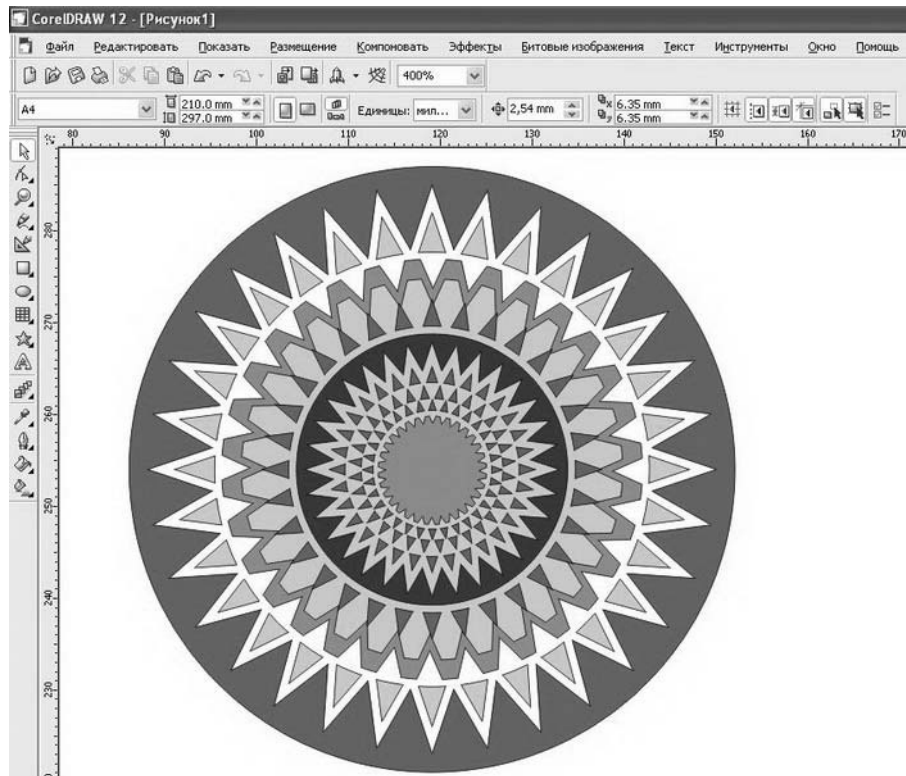 CorelDRAW 12 - [Рисунок1]
Файл Редактировать Показать Размещение Компоновать Эффекты Битовые изображения Текст Инструменты Окно Помощь
400%
A4 210.0 mm 297.0 mm Единицы: мил... 2,54 mm 6.35 mm 6.35 mm
80 90 100 110 120 130 140 150 160 170
280
270
260
250
240
230